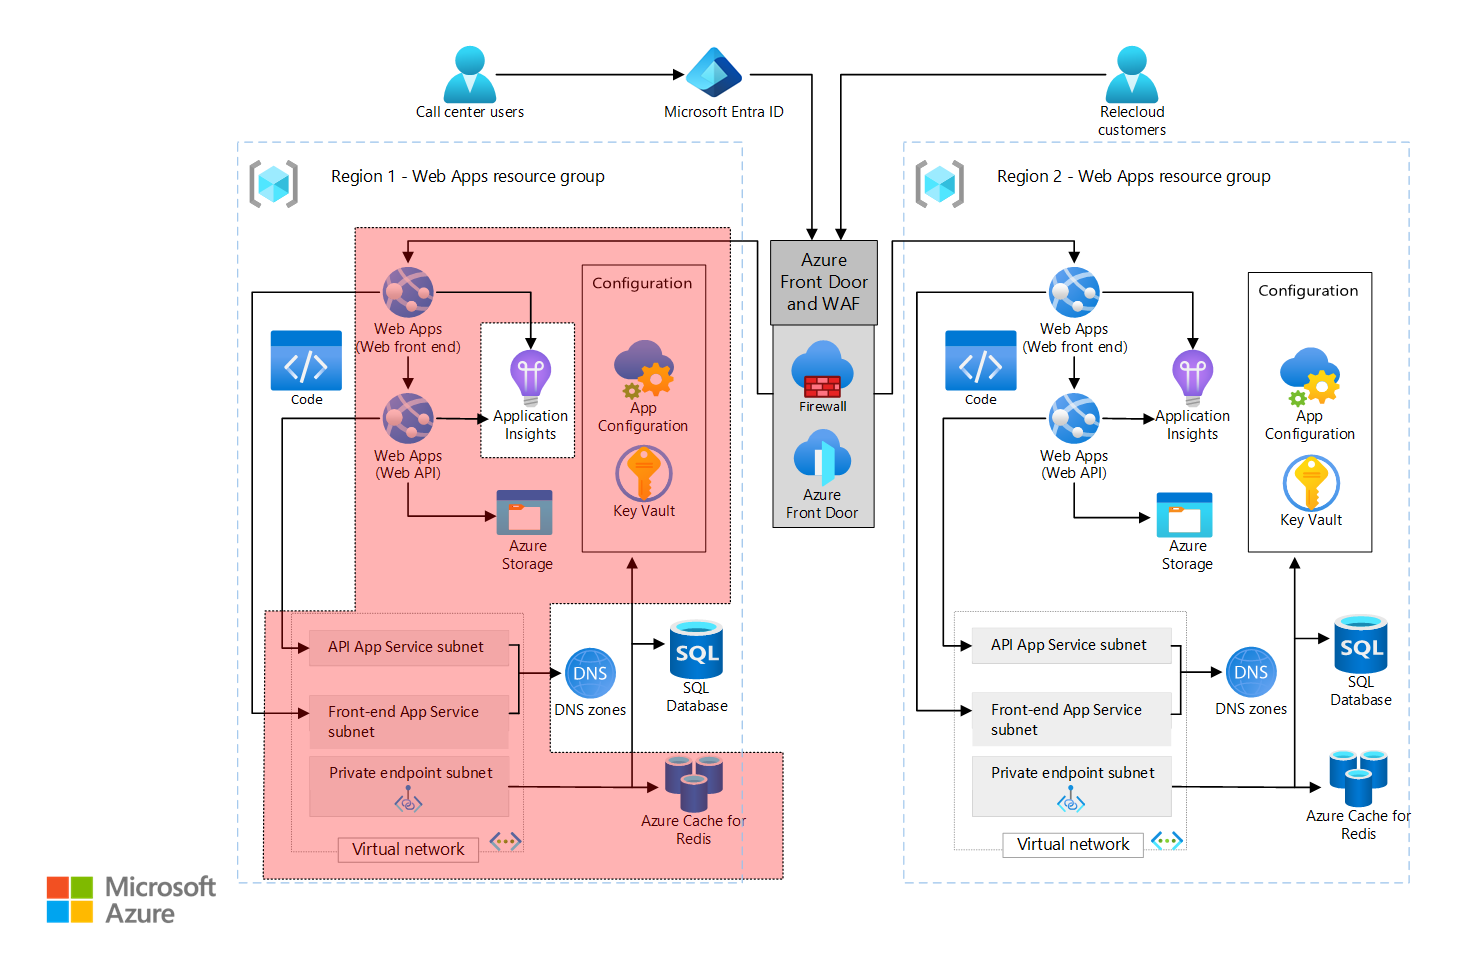 Call center users
Microsoft Entra ID
Relecloud
customers
Region 1 - Web Apps resource group
Web Apps
(Web front end)
Code
Web Apps
(Web API)
Application
Insights
Azure
Storage
Configuration
App
Configuration
Key Vault
API App Service subnet
Front-end App Service
subnet
Private endpoint subnet
Virtual network
DNS
DNS zones
SQL
SQL
Database
Azure Cache for
Redis
Azure
Front Door
and WAF
Firewall
Azure
Front Door
Region 2 - Web Apps resource group
Web Apps
(Web front end)
Code
Web Apps
(Web API)
Application
Insights
Azure
Storage
Configuration
App
Configuration
Key Vault
API App Service subnet
Front-end App Service
subnet
Private endpoint subnet
Virtual network
DNS
DNS zones
SQL
SQL
Database
Azure Cache for
Redis
Microsoft
Azure